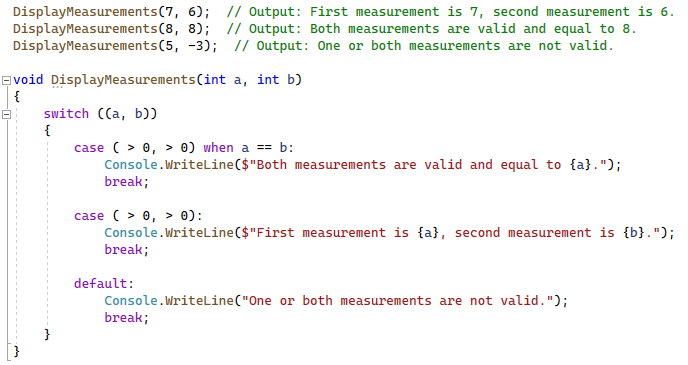 DisplayMeasurements(7, 6);  // Output: First measurement is 7, second measurement is 6.
DisplayMeasurements(8, 8);  // Output: Both measurements are valid and equal to 8.
DisplayMeasurements(5, -3);  // Output: One or both measurements are not valid.

void DisplayMeasurements(int a, int b)
{
    switch ((a, b))
    {
        case ( > 0, > 0) when a == b:
            Console.WriteLine($"Both measurements are valid and equal to {a}.");
            break;

        case ( > 0, > 0):
            Console.WriteLine($"First measurement is {a}, second measurement is {b}.");
            break;

        default:
            Console.WriteLine("One or both measurements are not valid.");
            break;
    }
}